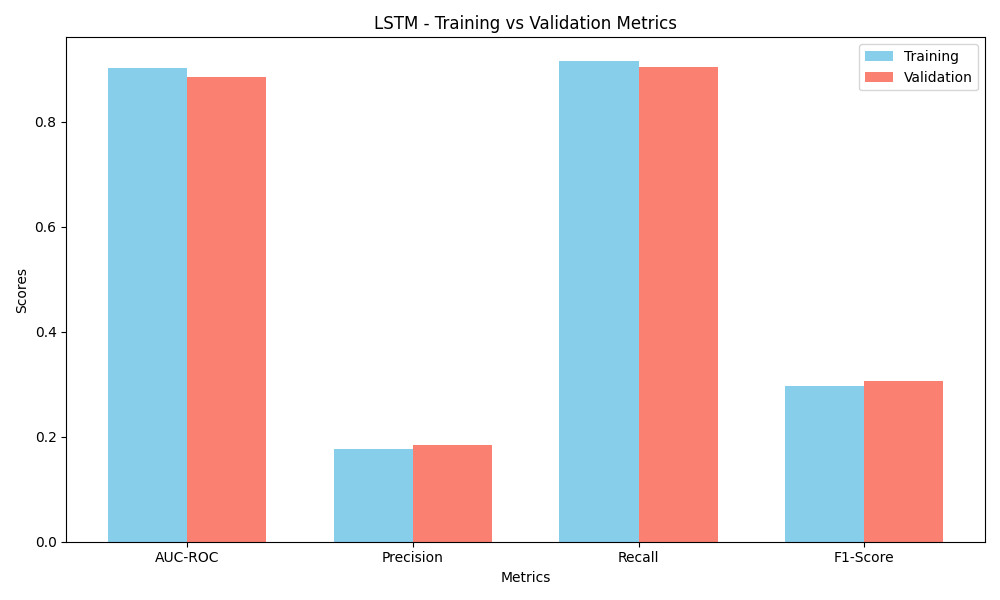 LSTM - Training vs Validation Metrics
Training
Validation
Scores
0.8
0.6
0.4
0.2
0.0
AUC-ROC
Precision
Recall
F1-Score
Metrics